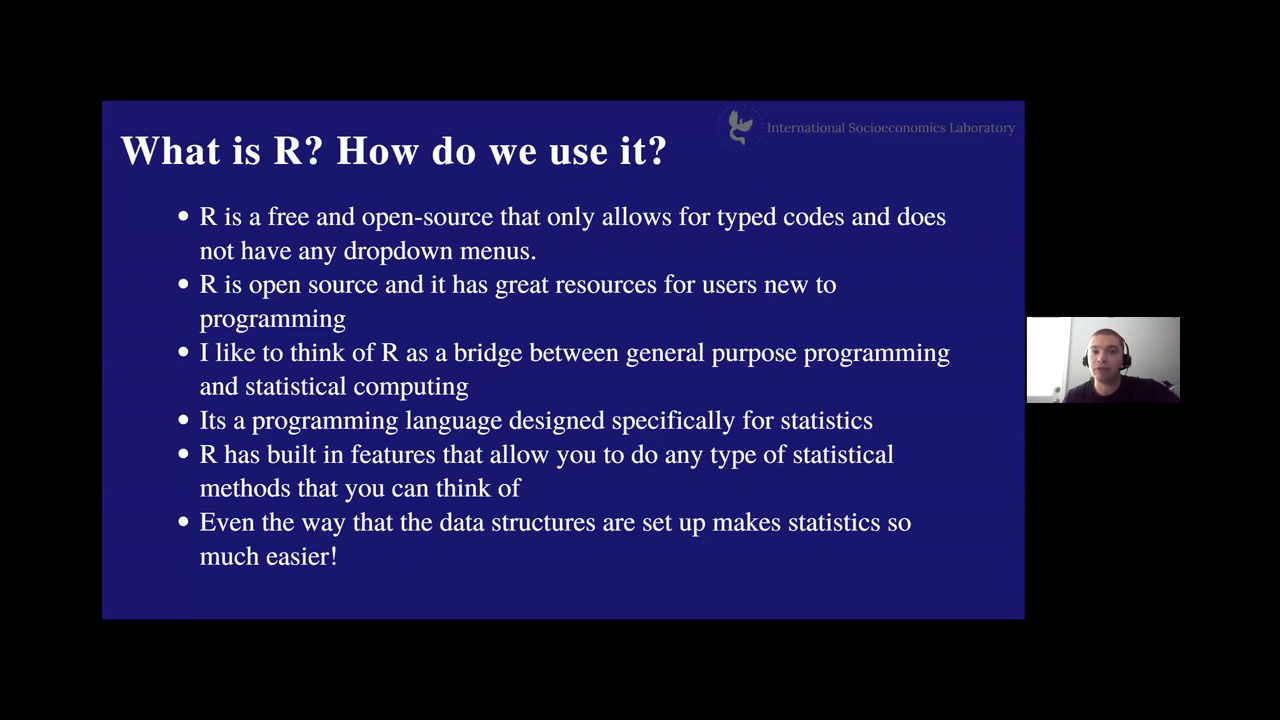 International Socioeconomics Laboratory
What is R? How do we use it?
R is a free and open-source that only allows for typed codes and does
not have any dropdown menus.
R is open source and it has great resources for users new to
programming
I like to think of R as a bridge between general purpose programming
and statistical computing
Its a programming language designed specifically for statistics
R has built in features that allow you to do any type of statistical
methods that you can think of
Even the way that the data structures are set up makes statistics so
much easier!